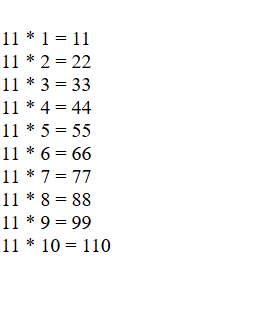 11 * 1 = 11
11 * 2 = 22
11 * 3 = 33
11 * 4 = 44
11 * 5 = 55
11 * 6 = 66
11 * 7 = 77
11 * 8 = 88
11 * 9 = 99
11 * 10 = 110